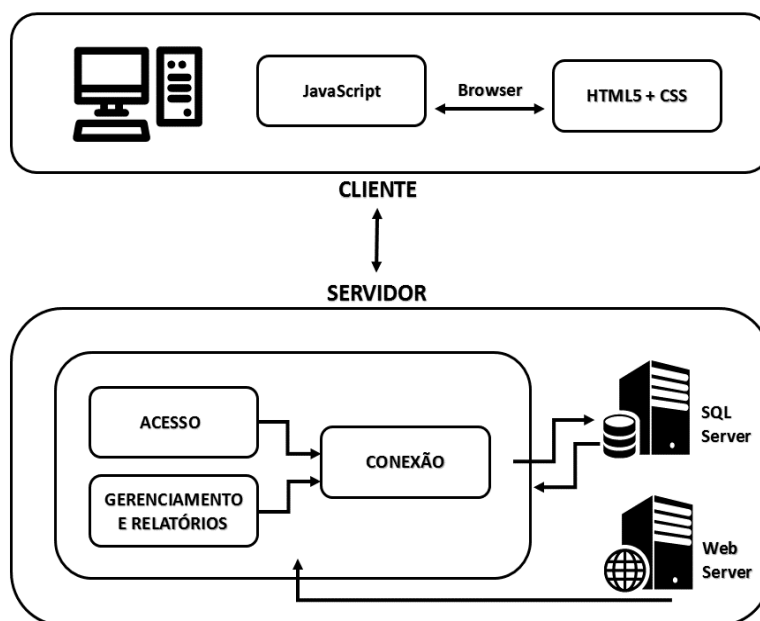 JavaScript
Browser
HTML5 + CSS
CLIENTE
SERVIDOR
ACESSO
GERENCIAMENTO
E RELATÓRIOS
CONEXÃO
SQL
Server
Web
Server